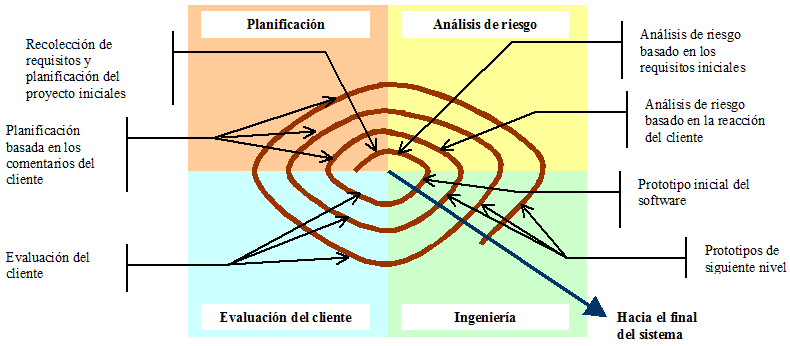 Planificación
Análisis de riesgo
Recolección de
requisitos y
planificación del
proyecto iniciales
Análisis de riesgo
basado en los
requisitos iniciales
Planificación
basada en los
comentarios del
cliente
Análisis de riesgo
basado en la reacción
del cliente
Prototipo inicial del
software
Evaluación del
cliente
Prototipos de
siguiente nivel
Evaluación del cliente
Ingeniería
Hacia el final
del sistema